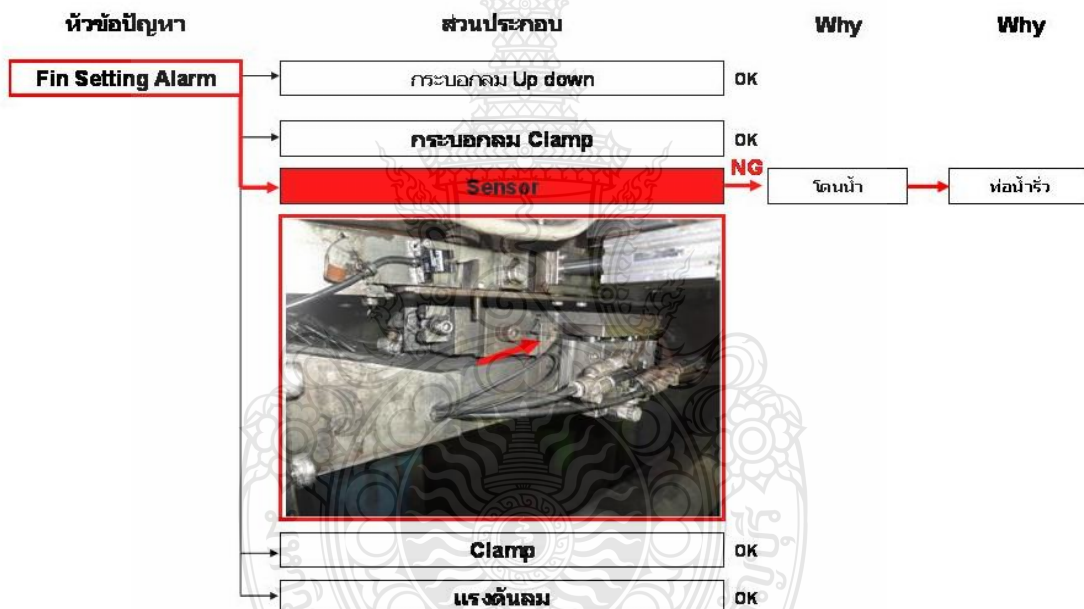 หัวข้อปัญหา ส่วนประกอบ Why Why
Fin Setting Alarm กระบอกลม Up down OK
กระบอกลม Clamp OK
NG
Sensor โดนน้ำ ท่อน้ำรั่ว
Clamp OK
แรงดันลม OK